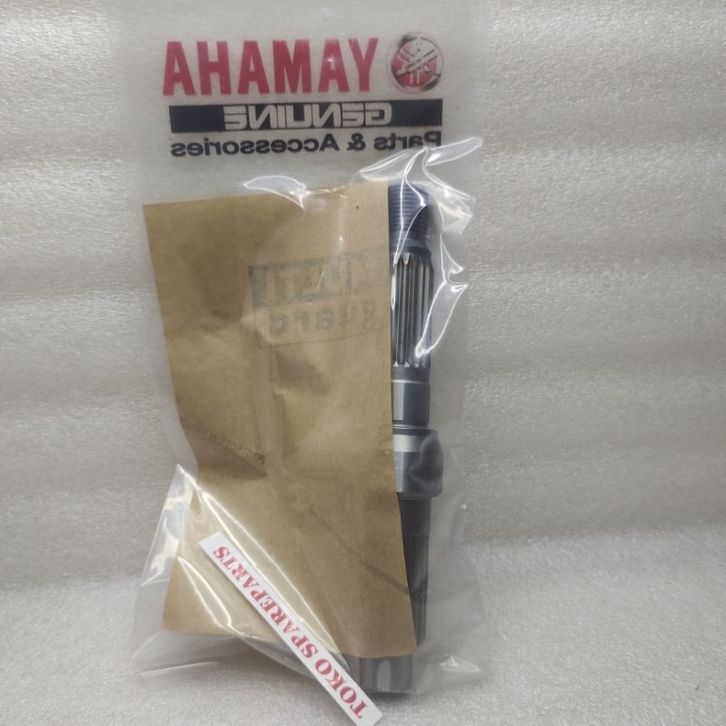 YAMAHA
GENUINE
Parts & Accessories
TOKO SPAREPARTS